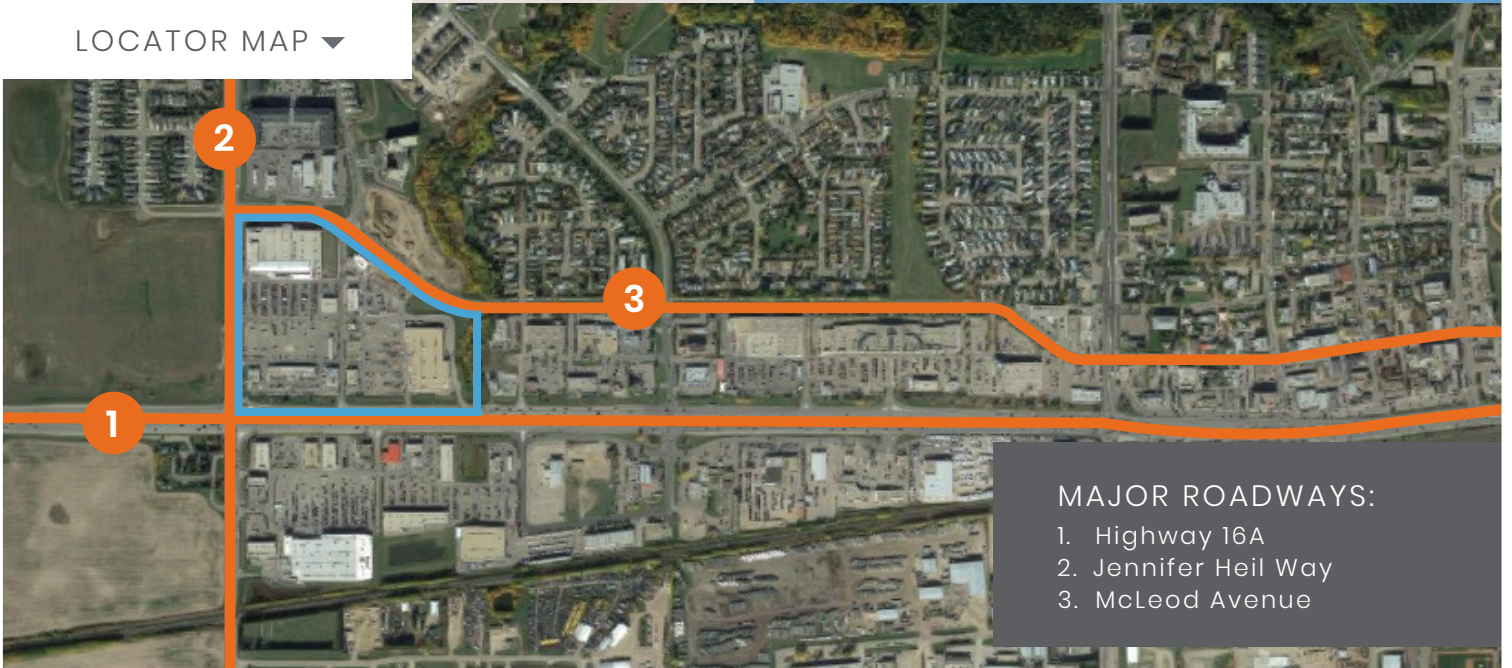 LOCATOR MAP
2
3
1
MAJOR ROADWAYS:
1. Highway 16A
2. Jennifer Heil Way
3. McLeod Avenue